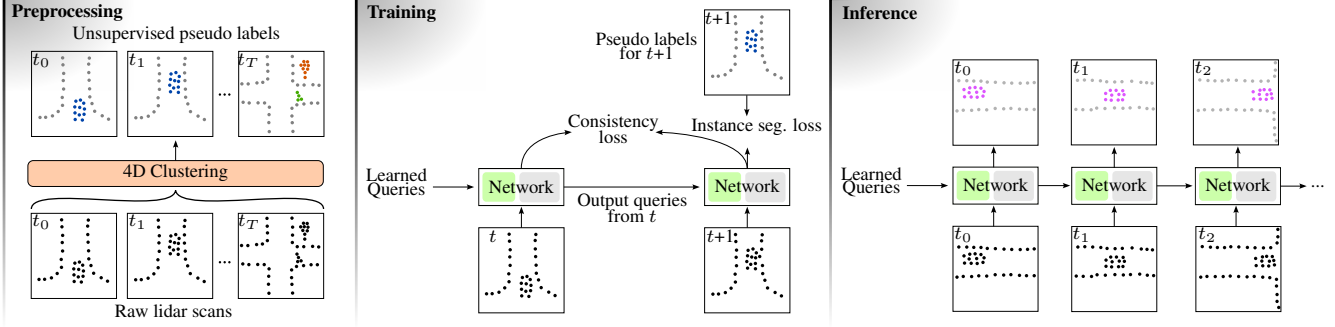 Preprocessing
Unsupervised pseudo labels
t₀
t₁
t_T
...
4D Clustering
t₀
t₁
t_T
...
Raw lidar scans
Training
t+1
Pseudo labels
for t+1
Consistency
loss
Instance seg. loss
Learned
Queries
Network
Output queries
from t
Network
t
t+1
Inference
t₀
t₁
t₂
Learned
Queries
Network
Network
Network
...
t₀
t₁
t₂